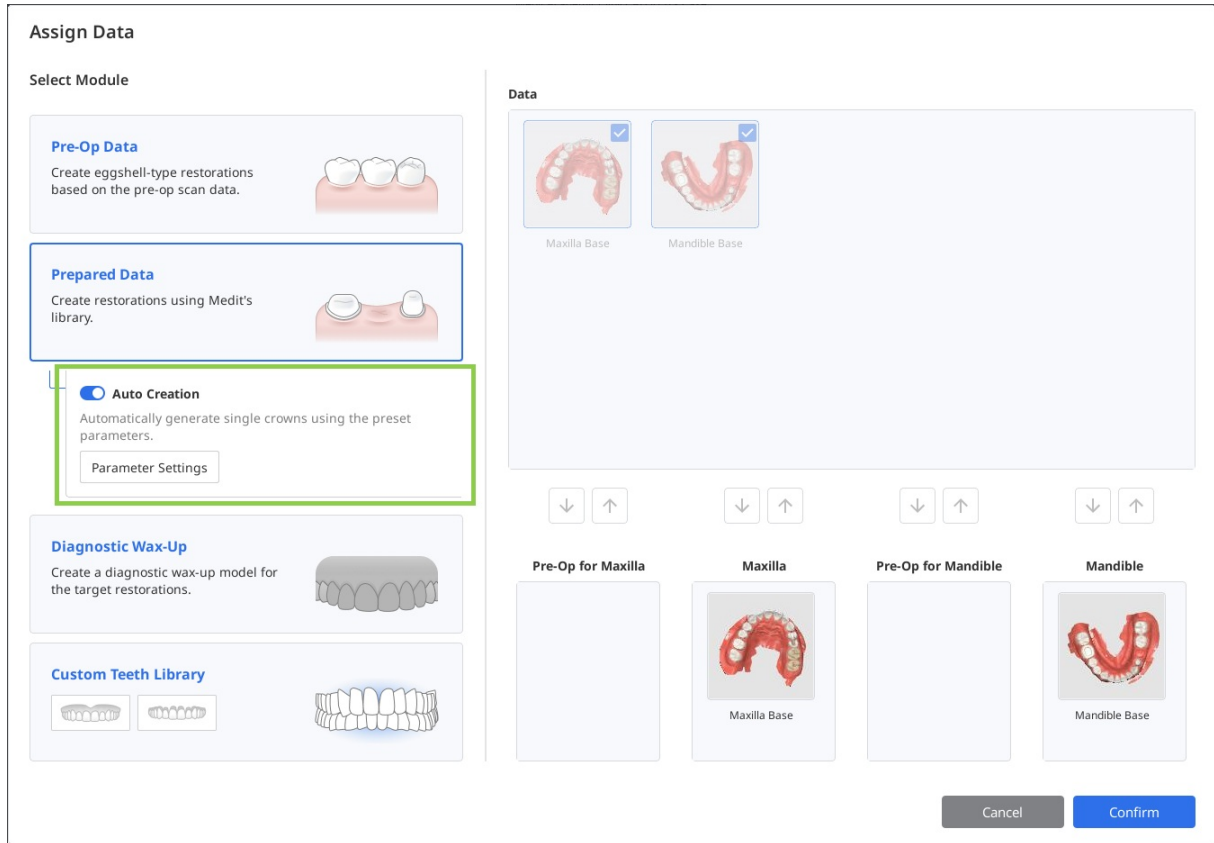 Assign Data
Select Module
Pre-Op Data
Create eggshell-type restorations
based on the pre-op scan data.
Prepared Data
Create restorations using Medit's
library.
Auto Creation
Automatically generate single crowns using the preset
parameters.
Parameter Settings
Diagnostic Wax-Up
Create a diagnostic wax-up model for
the target restorations.
Custom Teeth Library
Data
Maxilla Base
Mandible Base
Pre-Op for Maxilla
Maxilla
Pre-Op for Mandible
Mandible
Maxilla Base
Mandible Base
Cancel
Confirm